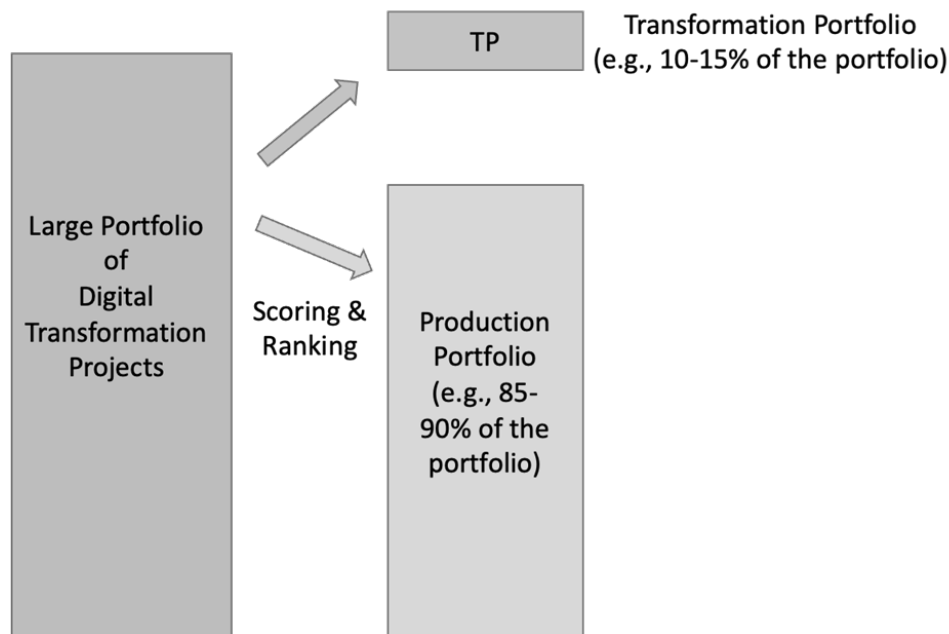 TP
Transformation Portfolio
(e.g., 10-15% of the portfolio)
Large Portfolio
of
Digital
Transformation
Projects
Scoring &
Ranking
Production
Portfolio
(e.g., 85-
90% of the
portfolio)